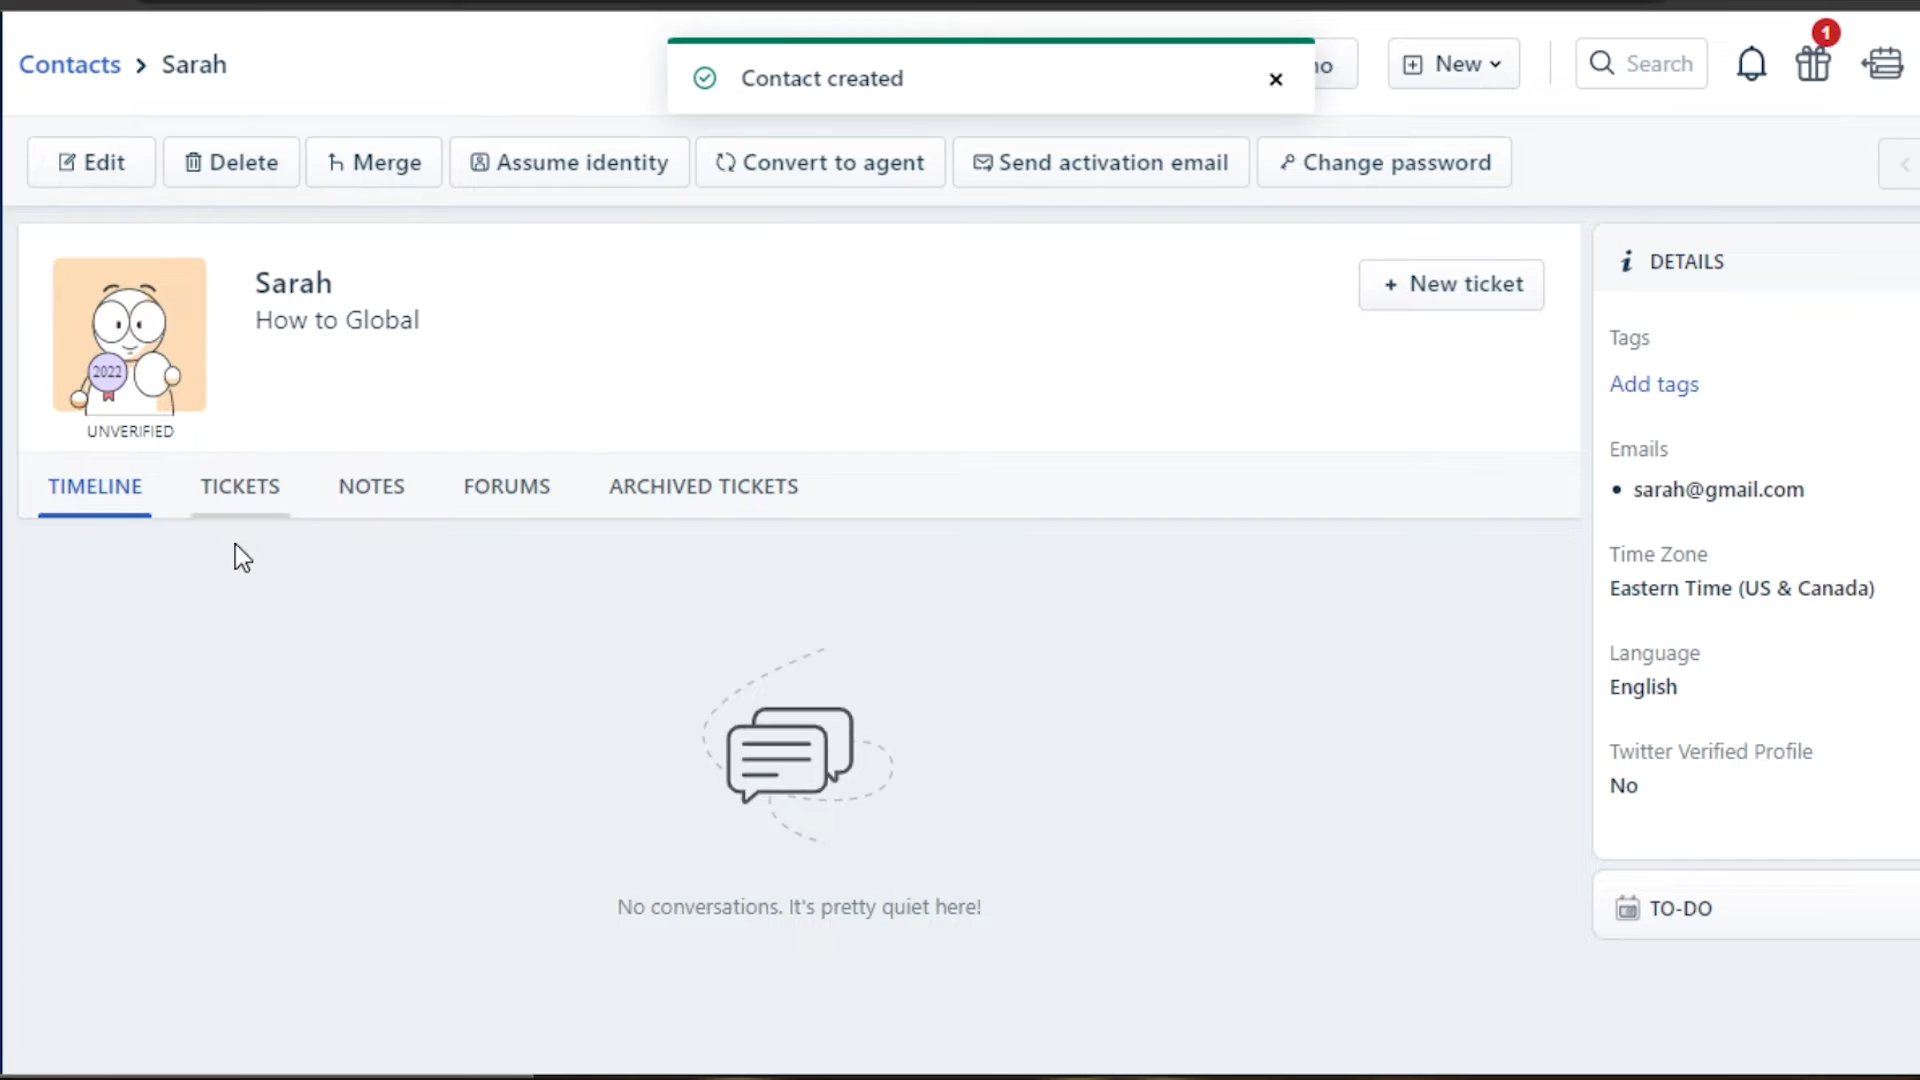 Contacts > Sarah
Contact created
New
Search
1
Edit
Delete
Merge
Assume identity
Convert to agent
Send activation email
Change password
2022
UNVERIFIED
Sarah
How to Global
+ New ticket
TIMELINE
TICKETS
NOTES
FORUMS
ARCHIVED TICKETS
No conversations. It's pretty quiet here!
DETAILS
Tags
Add tags
Emails
• sarah@gmail.com
Time Zone
Eastern Time (US & Canada)
Language
English
Twitter Verified Profile
No
TO-DO